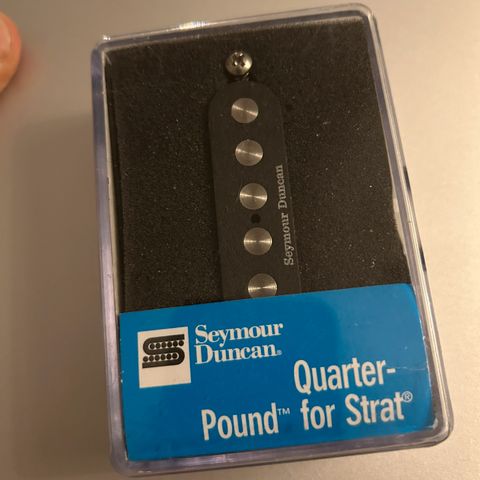 Seymour Duncan
Seymour
Duncan®
Quarter-
Pound™ for Strat®